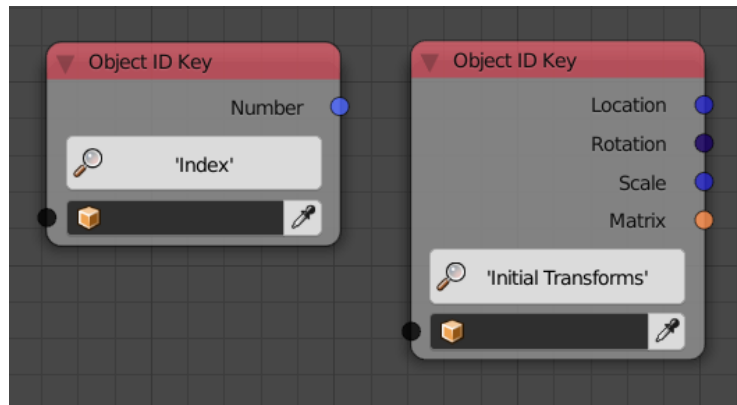 Object ID Key
Number
'Index'
Object ID Key
Location
Rotation
Scale
Matrix
'Initial Transforms'